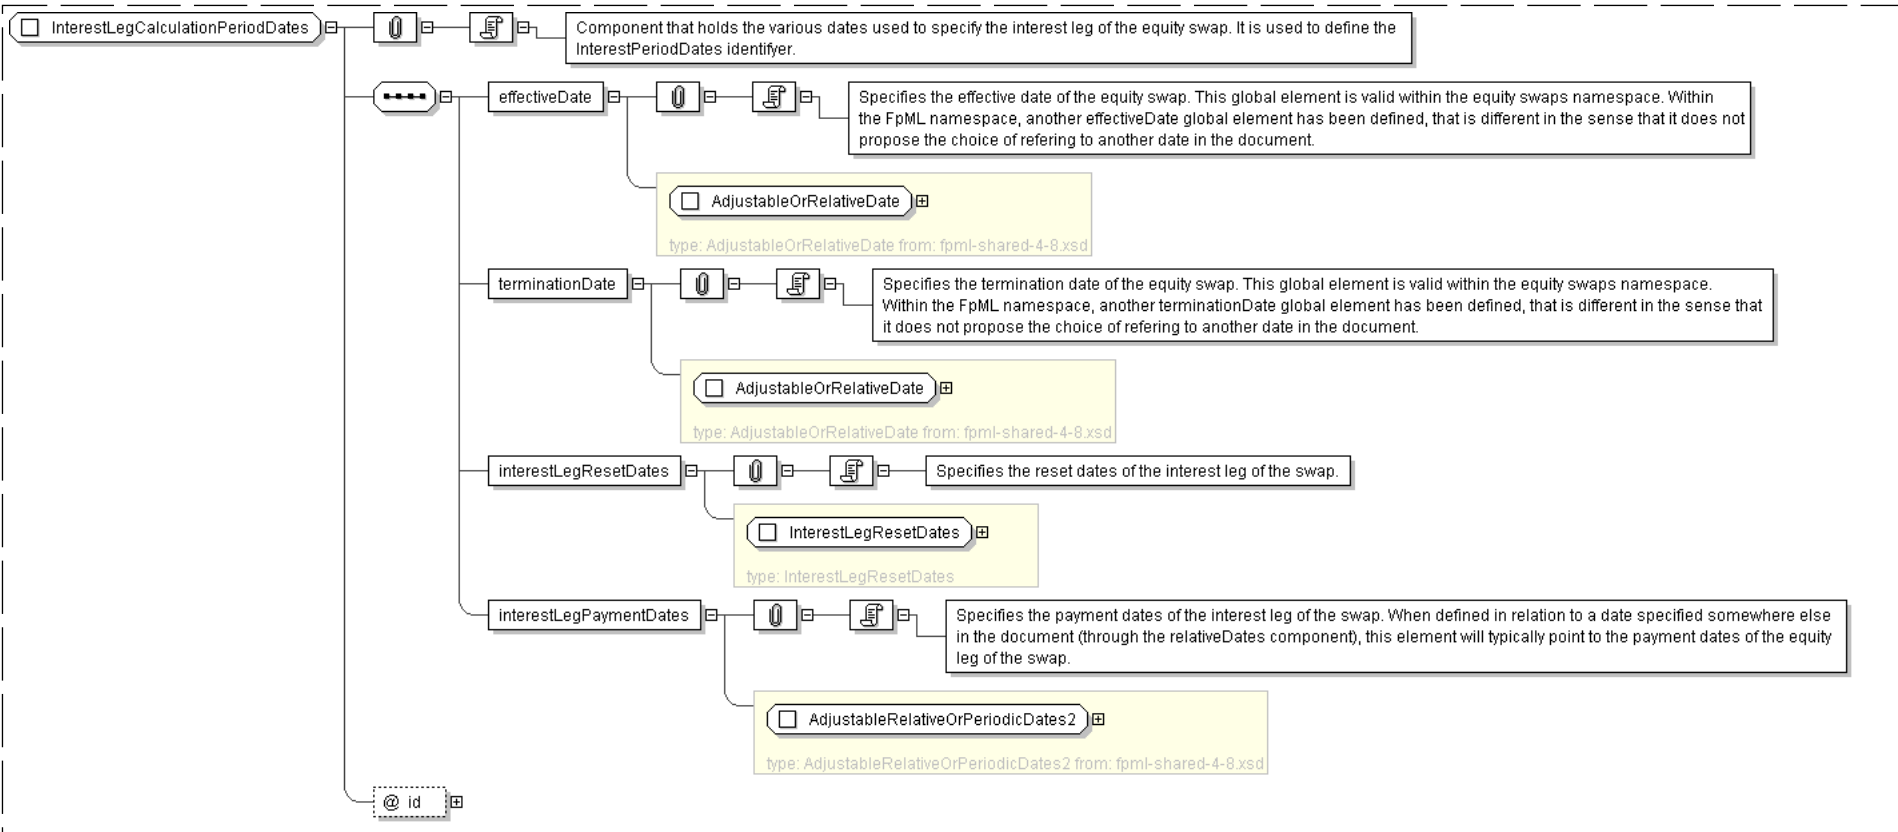 InterestLegCalculationPeriodDates
Component that holds the various dates used to specify the interest leg of the equity swap. It is used to define the
InterestPeriodDates identifyer.
effectiveDate
Specifies the effective date of the equity swap. This global element is valid within the equity swaps namespace. Within
the FpML namespace, another effectiveDate global element has been defined, that is different in the sense that it does not
propose the choice of refering to another date in the document.
AdjustableOrRelativeDate
type: AdjustableOrRelativeDate from: fpml-shared-4-8.xsd
terminationDate
Specifies the termination date of the equity swap. This global element is valid within the equity swaps namespace.
Within the FpML namespace, another terminationDate global element has been defined, that is different in the sense that
it does not propose the choice of refering to another date in the document.
AdjustableOrRelativeDate
type: AdjustableOrRelativeDate from: fpml-shared-4-8.xsd
interestLegResetDates
Specifies the reset dates of the interest leg of the swap.
InterestLegResetDates
type: InterestLegResetDates
interestLegPaymentDates
Specifies the payment dates of the interest leg of the swap. When defined in relation to a date specified somewhere else
in the document (through the relativeDates component), this element will typically point to the payment dates of the equity
leg of the swap.
AdjustableRelativeOrPeriodicDates2
type: AdjustableRelativeOrPeriodicDates2 from: fpml-shared-4-8.xsd
@ id